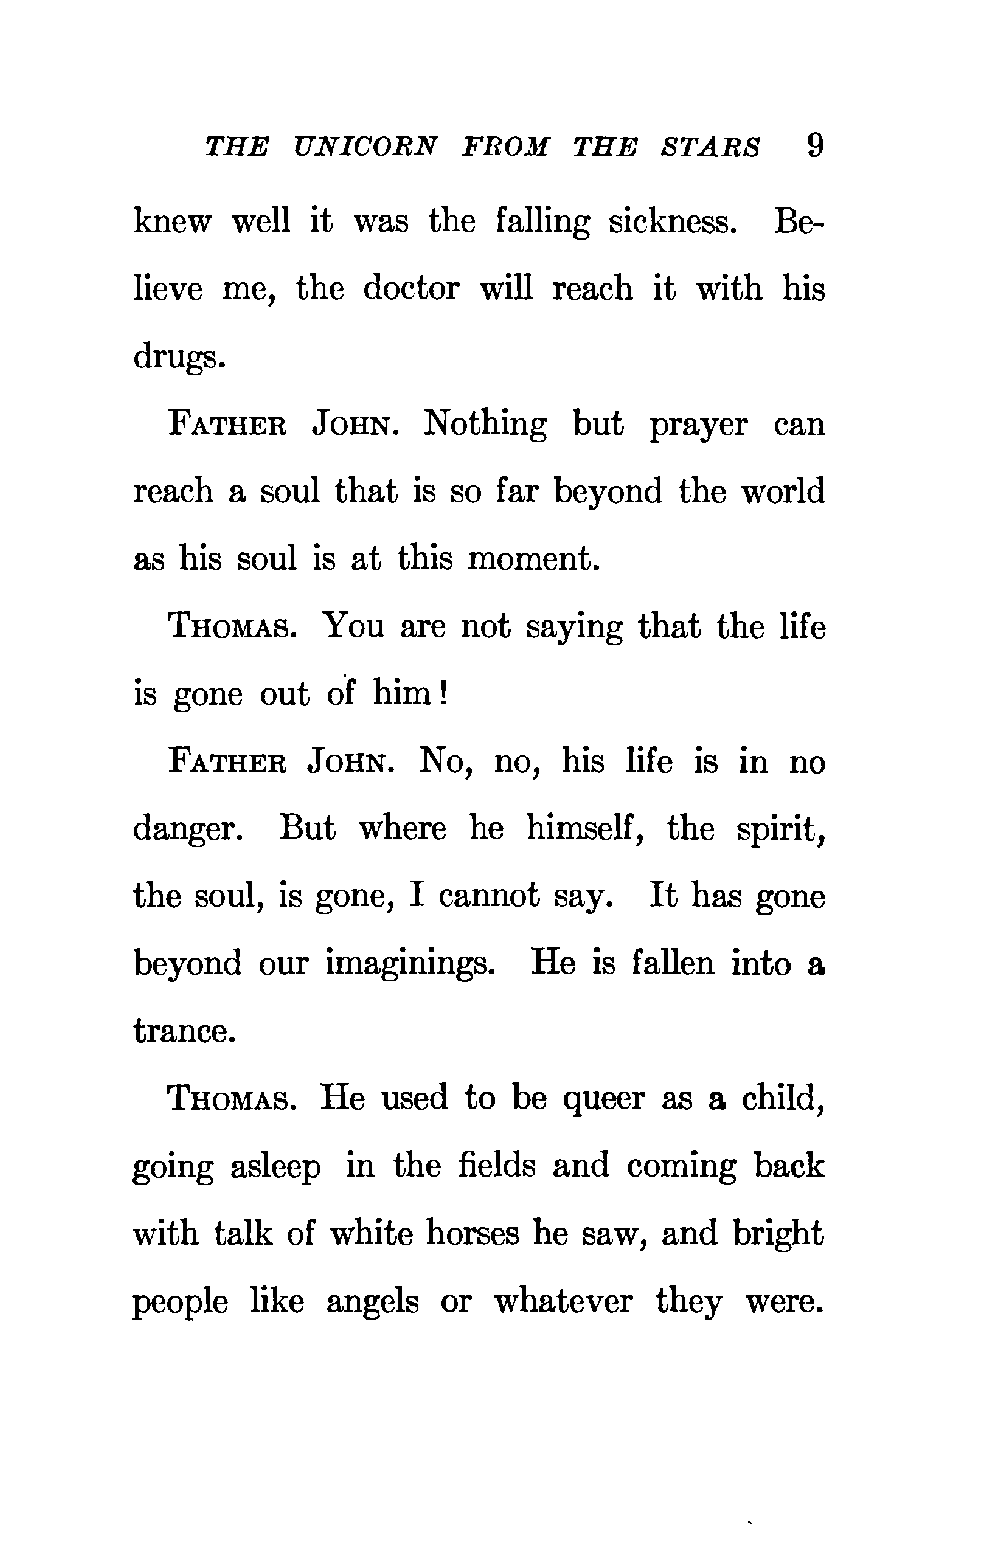 THE UNICORN FROM THE STARS 9
knew well it was the falling sickness. Be-
lieve me, the doctor will reach it with his
drugs.
FATHER JOHN. Nothing but prayer can
reach a soul that is so far beyond the world
as his soul is at this moment.
THOMAS. You are not saying that the life
is gone out of him!
FATHER JOHN. No, no, his life is in no
danger. But where he himself, the spirit,
the soul, is gone, I cannot say. It has gone
beyond our imaginings. He is fallen into a
trance.
THOMAS. He used to be queer as a child,
going asleep in the fields and coming back
with talk of white horses he saw, and bright
people like angels or whatever they were.